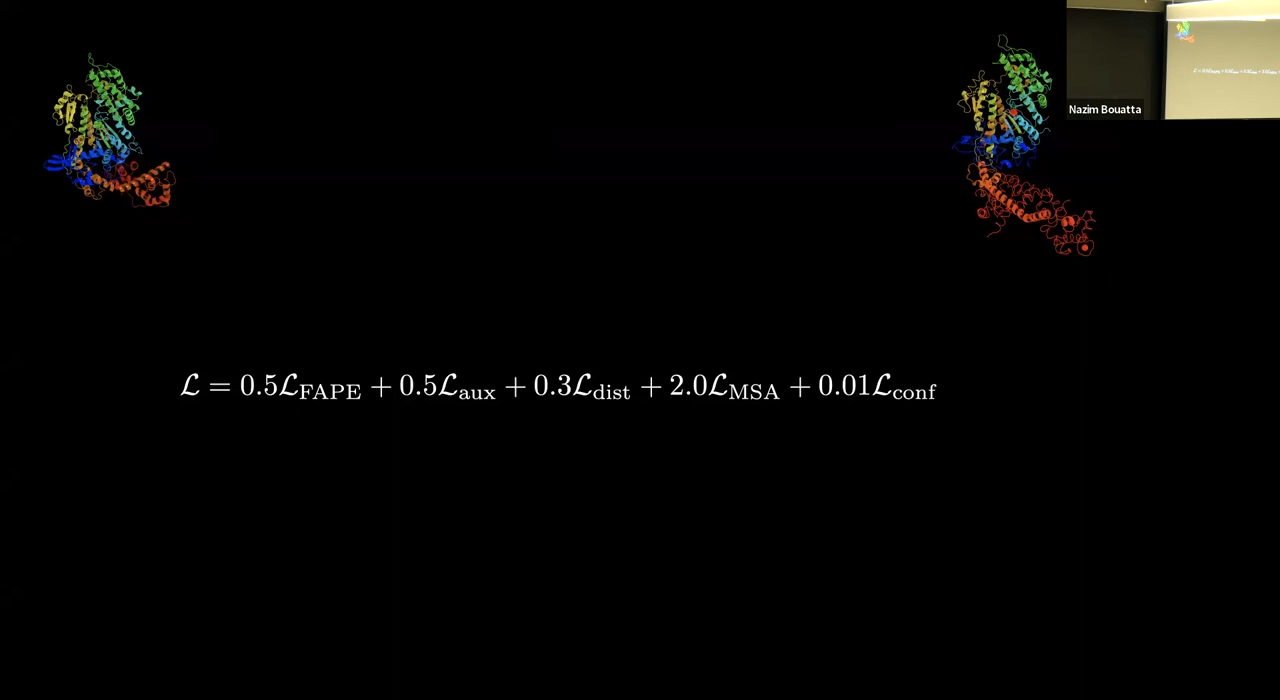 Nazim Bouatta
ℒ = 0.5ℒ_FAPE + 0.5ℒ_aux + 0.3ℒ_dist + 2.0ℒ_MSA + 0.01ℒ_conf